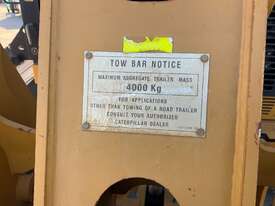 TOW BAR NOTICE
MAXIMUM AGGREGATE TRAILER MASS
4000 Kg
FOR APPLICATIONS
OTHER THAN TOWING OF A ROAD TRAILER
CONSULT YOUR AUTHORIZED
CATERPILLAR DEALER